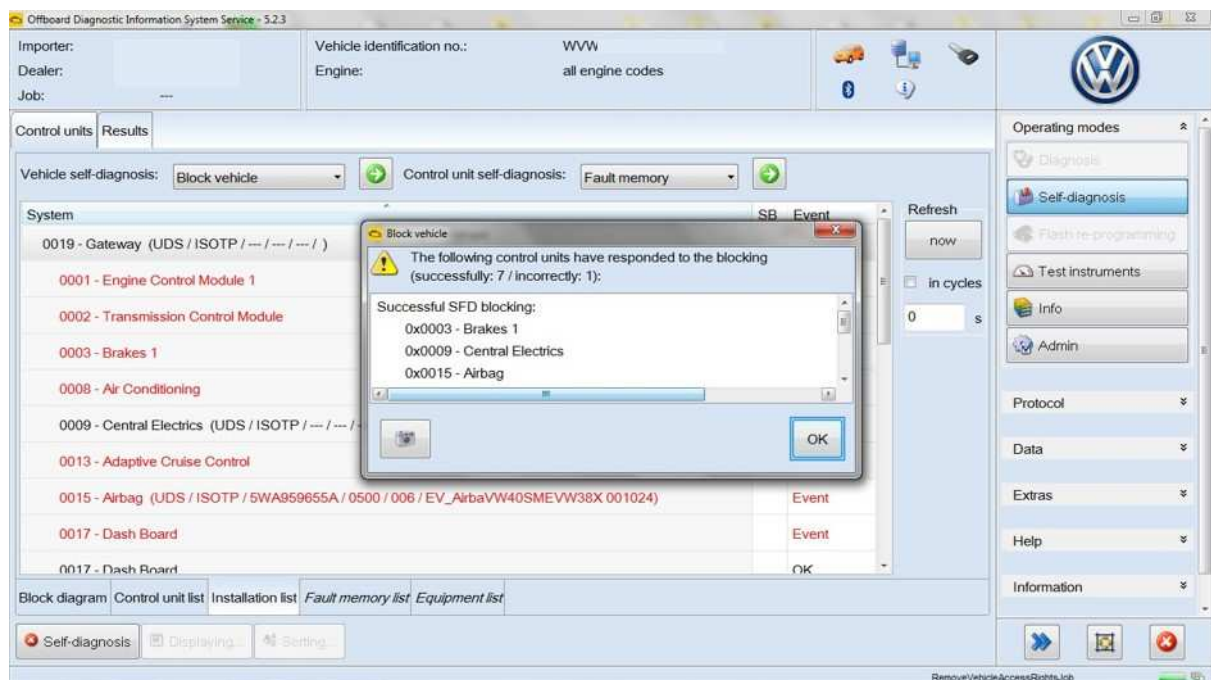 Offboard Diagnostic Information System Service - 5.2.3
Importer:
Dealer:
Job: ---
Vehicle identification no.: WVW
Engine: all engine codes
Control units Results
Vehicle self-diagnosis: Block vehicle Control unit self-diagnosis: Fault memory
System SB Event
0019 - Gateway (UDS / ISOTP / --- / --- / --- / )
0001 - Engine Control Module 1
0002 - Transmission Control Module
0003 - Brakes 1
0008 - Air Conditioning
0009 - Central Electrics (UDS / ISOTP / --- / --- /
0013 - Adaptive Cruise Control
0015 - Airbag (UDS / ISOTP / 5WA959655A / 0500 / 006 / EV_AirbaVW40SMEVW38X 001024) Event
0017 - Dash Board Event
0017 - Dash Board OK
Block vehicle
The following control units have responded to the blocking
(successfully: 7 / incorrectly: 1):
Successful SFD blocking:
0x0003 - Brakes 1
0x0009 - Central Electrics
0x0015 - Airbag
OK
Refresh
now
in cycles
0 s
Block diagram Control unit list Installation list Fault memory list Equipment list
Self-diagnosis Displaying... Sorting...
Operating modes
Diagnosis
Self-diagnosis
Flash re-programming
Test instruments
Info
Admin
Protocol
Data
Extras
Help
Information
RemoveVehicleAccessRightsJob